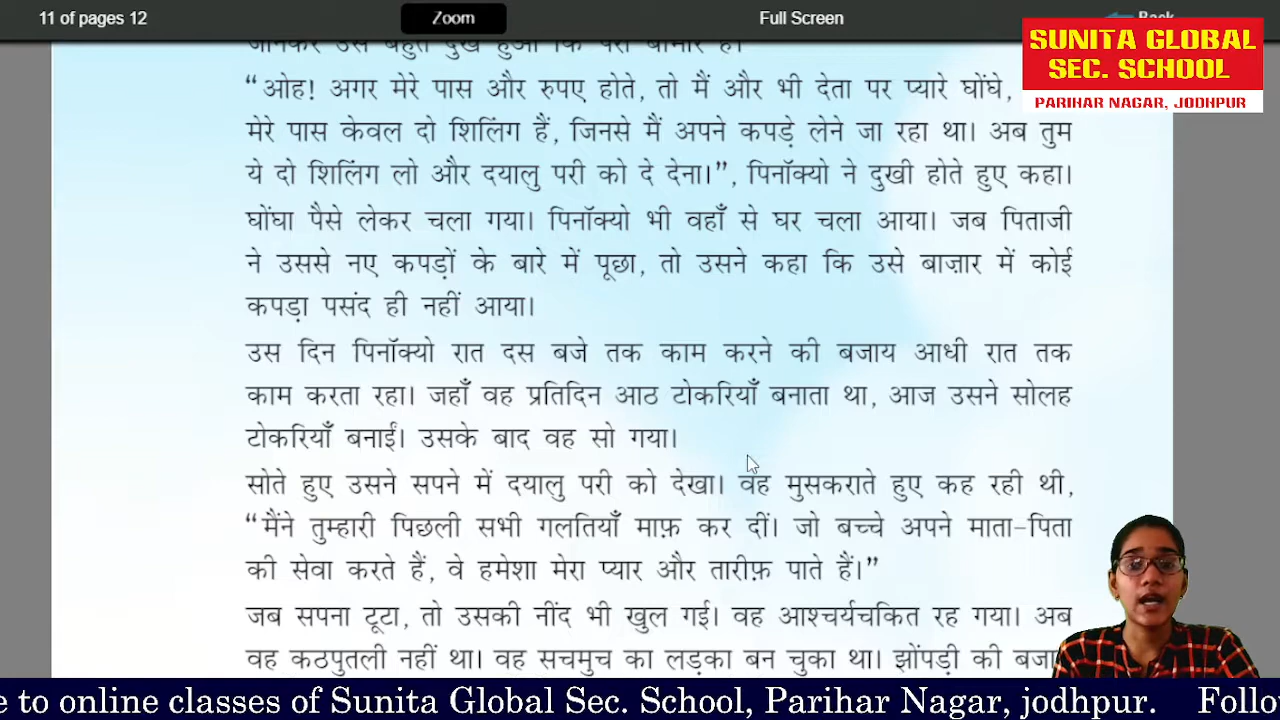 11 of pages 12
Zoom
Full Screen
Back
SUNITA GLOBAL
SEC. SCHOOL
PARIHAR NAGAR, JODHPUR
जानकर उसे बहुत दुख हुआ कि परी बीमार है।
“ओह! अगर मेरे पास और रुपए होते, तो मैं और भी देता पर प्यारे घोंघे,
मेरे पास केवल दो शिलिंग हैं, जिनसे मैं अपने कपड़े लेने जा रहा था। अब तुम
ये दो शिलिंग लो और दयालु परी को दे देना।”, पिनॉक्यो ने दुखी होते हुए कहा।
घोंघा पैसे लेकर चला गया। पिनॉक्यो भी वहाँ से घर चला आया। जब पिताजी
ने उससे नए कपड़ों के बारे में पूछा, तो उसने कहा कि उसे बाज़ार में कोई
कपड़ा पसंद ही नहीं आया।
उस दिन पिनॉक्यो रात दस बजे तक काम करने की बजाय आधी रात तक
काम करता रहा। जहाँ वह प्रतिदिन आठ टोकरियाँ बनाता था, आज उसने सोलह
टोकरियाँ बनाईं। उसके बाद वह सो गया।
सोते हुए उसने सपने में दयालु परी को देखा। वह मुसकराते हुए कह रही थी,
“मैंने तुम्हारी पिछली सभी गलतियाँ माफ़ कर दीं। जो बच्चे अपने माता-पिता
की सेवा करते हैं, वे हमेशा मेरा प्यार और तारीफ़ पाते हैं।”
जब सपना टूटा, तो उसकी नींद भी खुल गई। वह आश्चर्यचकित रह गया। अब
वह कठपुतली नहीं था। वह सचमुच का लड़का बन चुका था। झोंपड़ी की
e to online classes of Sunita Global Sec. School, Parihar Nagar, jodhpur. Follo